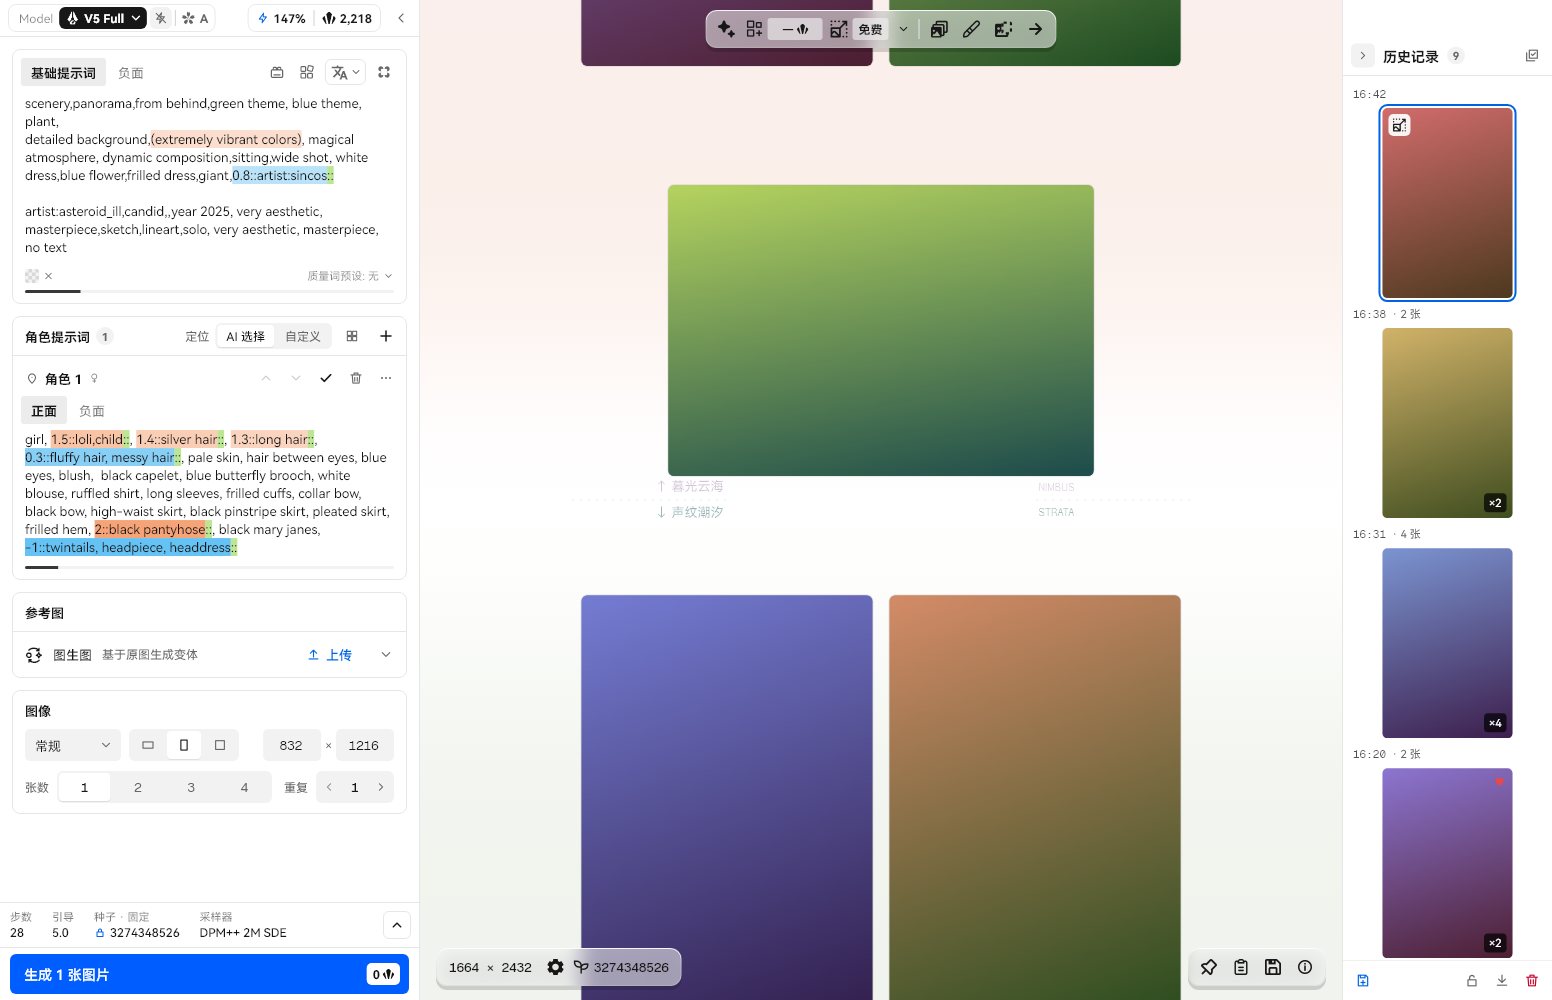 Model V5 Full A 147% 2,218
基础提示词 负面
scenery,panorama,from behind,green theme, blue theme,
plant,
detailed background,(extremely vibrant colors), magical
atmosphere, dynamic composition,sitting,wide shot, white
dress,blue flower,frilled dress,giant,0.8::artist:sincos::
artist:asteroid_ill,candid,,year 2025, very aesthetic,
masterpiece,sketch,lineart,solo, very aesthetic, masterpiece,
no text
质量词预设: 无
角色提示词 1 定位 AI 选择 自定义
角色 1
正面 负面
girl, 1.5::loli,child::, 1.4::silver hair::, 1.3::long hair::,
0.3::fluffy hair, messy hair::, pale skin, hair between eyes, blue
eyes, blush,  black capelet, blue butterfly brooch, white
blouse, ruffled shirt, long sleeves, frilled cuffs, collar bow,
black bow, high-waist skirt, black pinstripe skirt, pleated skirt,
frilled hem, 2::black pantyhose::, black mary janes,
-1::twintails, headpiece, headdress::
参考图
图生图 基于原图生成变体 上传
图像
常规 832 × 1216
张数 1 2 3 4 重复 1
步数 引导 种子 · 固定 采样器
28 5.0 3274348526 DPM++ 2M SDE
生成 1 张图片 0
免费
↑ 暮光云海 NIMBUS
↓ 声纹潮汐 STRATA
1664 × 2432 3274348526
历史记录 9
16:42
16:38 · 2 张
×2
16:31 · 4 张
×4
16:20 · 2 张
×2